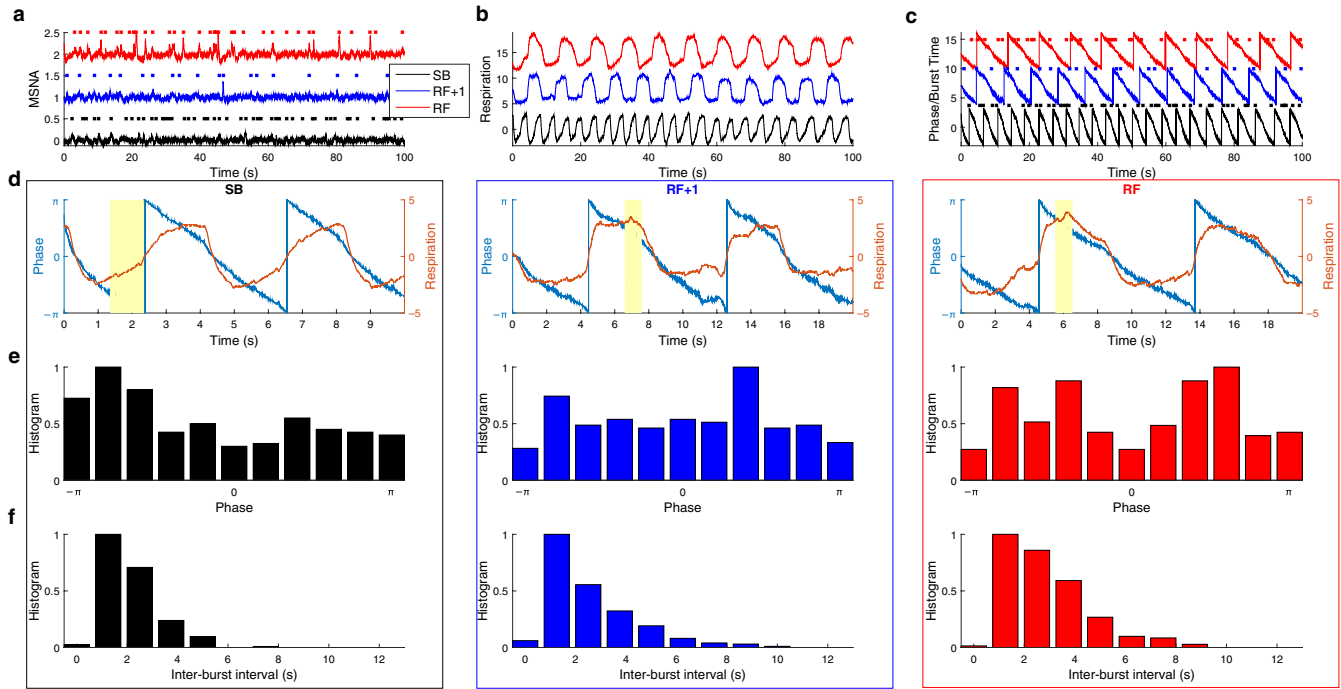 a
b
c
2.5
2
1.5
1
0.5
0
MSNA
0 20 40 60 80 100
Time (s)
SB
RF+1
RF
15
10
5
0
Respiration
0 20 40 60 80 100
Time (s)
15
10
5
0
Phase/Burst Time
0 20 40 60 80 100
Time (s)
d
SB
π
0
−π
Phase
5
0
−5
Respiration
0 1 2 3 4 5 6 7 8 9
Time (s)
RF+1
π
0
−π
Phase
5
0
−5
Respiration
0 2 4 6 8 10 12 14 16 18
Time (s)
RF
π
0
−π
Phase
5
0
−5
Respiration
0 2 4 6 8 10 12 14 16 18
Time (s)
e
1
0.5
0
Histogram
−π 0 π
Phase
1
0.5
0
Histogram
−π 0 π
Phase
1
0.5
0
Histogram
−π 0 π
Phase
f
1
0.5
0
Histogram
0 2 4 6 8 10 12
Inter-burst interval (s)
1
0.5
0
Histogram
0 2 4 6 8 10 12
Inter-burst interval (s)
1
0.5
0
Histogram
0 2 4 6 8 10 12
Inter-burst interval (s)